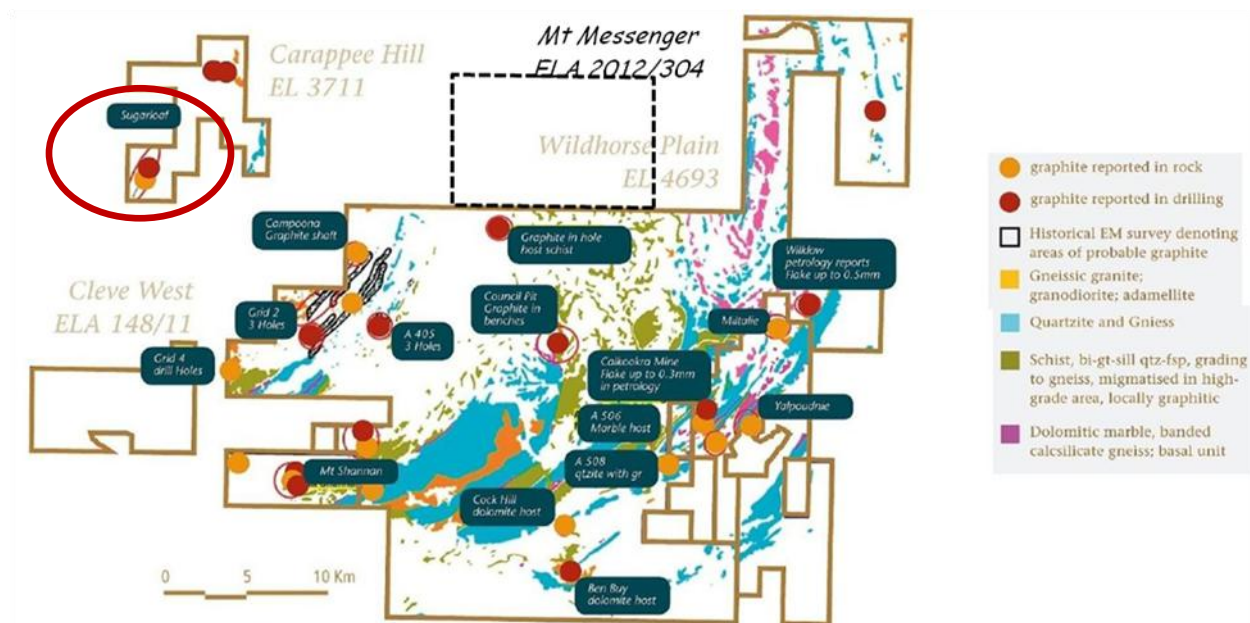 Mt Messenger
ELA 2012/304
Carappee Hill
EL 3711
Sugarloaf
Wildhorse Plain
EL 4693
Campoona
Graphite shaft
Graphite in hole
host schist
Wilklow
petrology reports
Flake up to 0.5mm
Cleve West
ELA 148/11
Grid 2
3 Holes
A 405
3 Holes
Council Pit
Graphite in
benches
Miltalie
Grid 4
drill Holes
Calkookra Mine
Flake up to 0.3mm
in petrology
A 506
Marble host
Yalpoudnie
Mt Shannan
A 508
qtzite with gr
Cock Hill
dolomite host
Ben Buy
dolomite host
0 5 10 Km
graphite reported in rock
graphite reported in drilling
Historical EM survey denoting
areas of probable graphite
Gneissic granite;
granodiorite; adamellite
Quartzite and Gniess
Schist, bi-gt-sill qtz-fsp, grading
to gneiss, migmatised in high-
grade area, locally graphitic
Dolomitic marble, banded
calcsilicate gneiss; basal unit